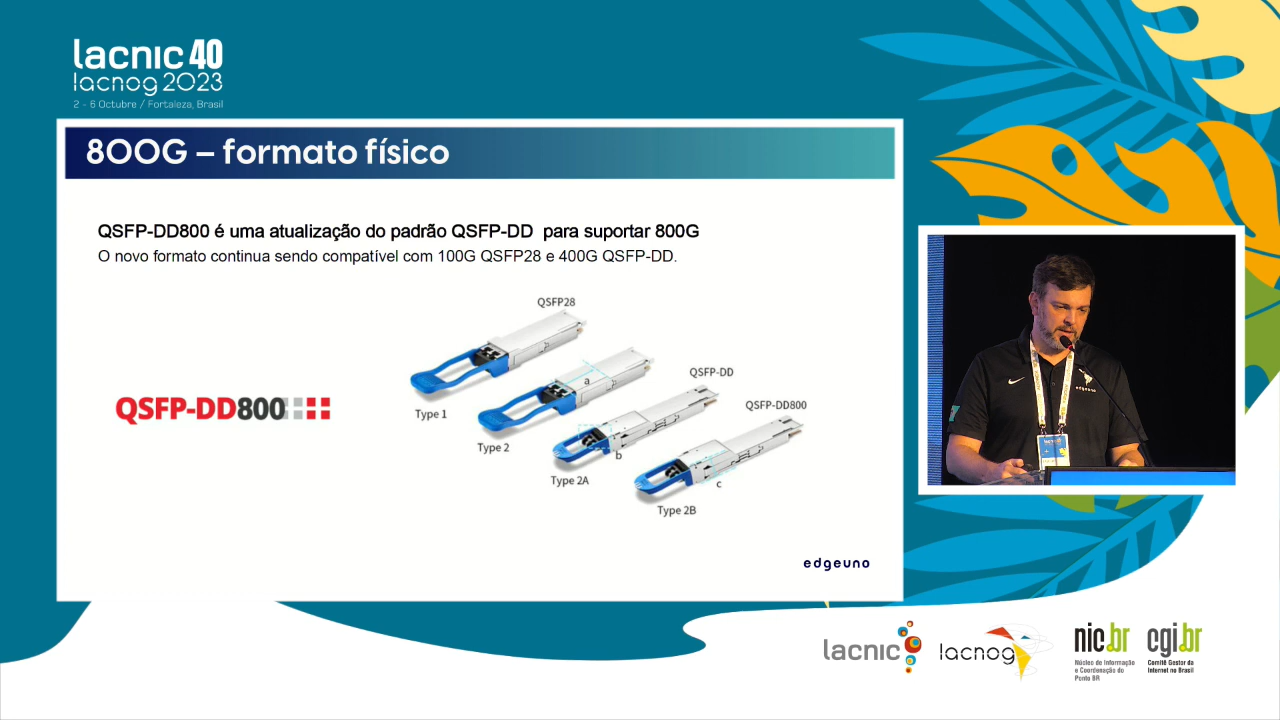 lacnic 40
lacnog 2023
2 - 6 Octubre / Fortaleza, Brasil
800G – formato físico
QSFP-DD800 é uma atualização do padrão QSFP-DD para suportar 800G
O novo formato continua sendo compatível com 100G QSFP28 e 400G QSFP-DD.
QSFP28
a
QSFP-DD
QSFP-DD800
QSFP-DD800
Type 1
Type 2
b
Type 2A
c
Type 2B
edgeuno
edgeuno
lacnic
lacnog
nic.br
Núcleo de Informação
e Coordenação do
Ponto BR
cgi.br
Comitê Gestor da
Internet no Brasil